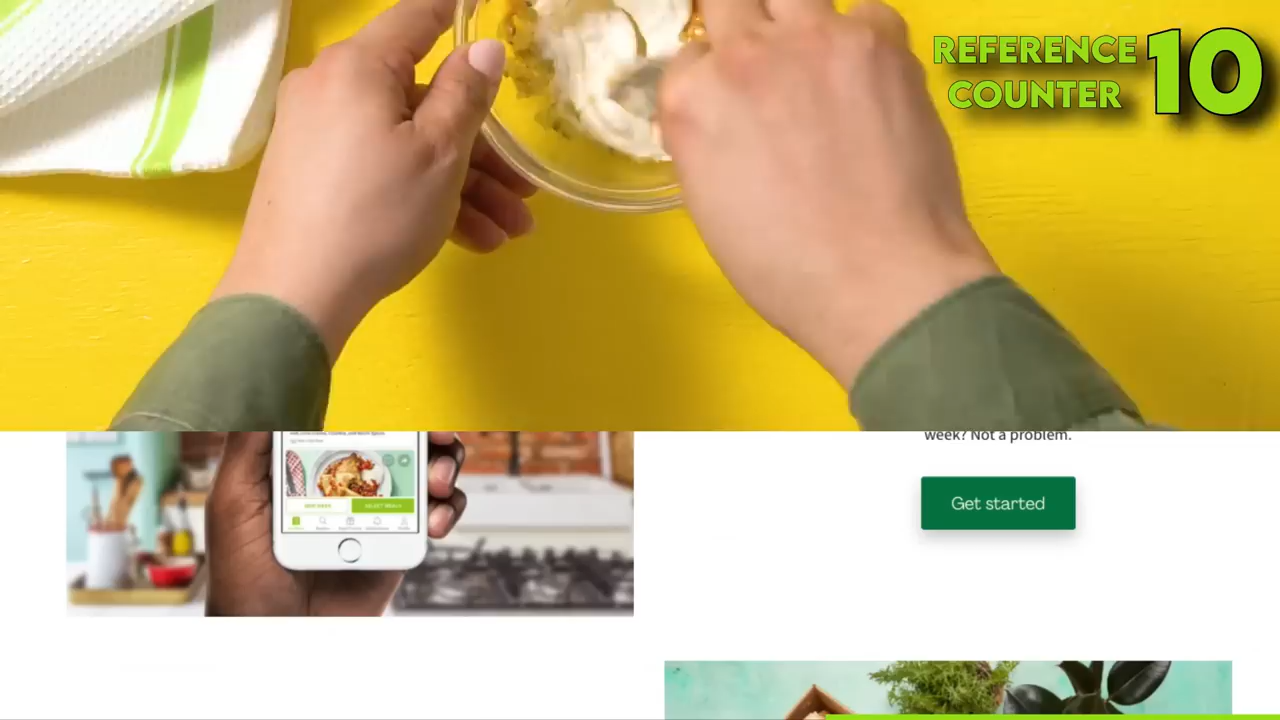 REFERENCE
COUNTER
10
week? Not a problem.
Get started